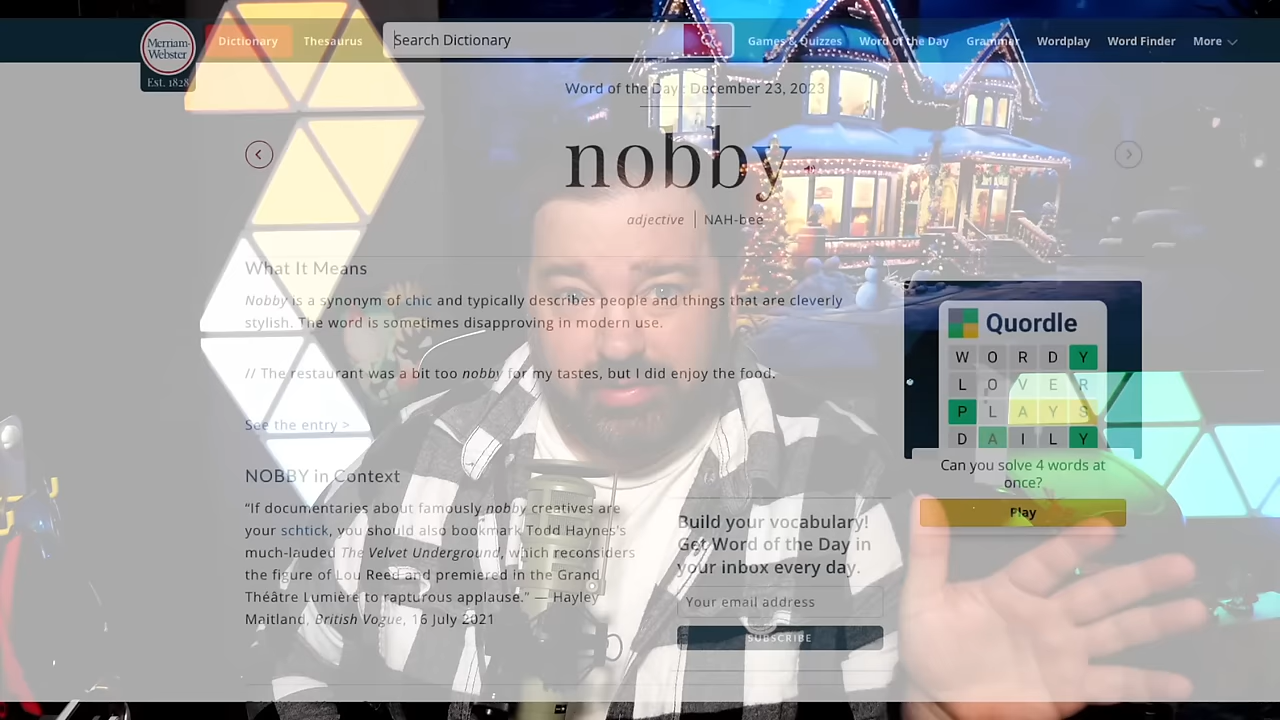 Merriam-
Webster
Est. 1828
Dictionary
Thesaurus
Search Dictionary
Games & Quizzes
Word of the Day
Grammar
Wordplay
Word Finder
More
Word of the Day : December 23, 2023
nobby
adjective | NAH-bee
What It Means
Nobby is a synonym of chic and typically describes people and things that are cleverly
stylish. The word is sometimes disapproving in modern use.
// The restaurant was a bit too nobby for my tastes, but I did enjoy the food.
See the entry >
Quordle
WORDY
LOVER
PLAYS
DAILY
Can you solve 4 words at
once?
Play
NOBBY in Context
“If documentaries about famously nobby creatives are
your schtick, you should also bookmark Todd Haynes's
much-lauded The Velvet Underground, which reconsiders
the figure of Lou Reed and premiered in the Grand
Théâtre Lumière to rapturous applause.” — Hayley
Maitland, British Vogue, 16 July 2021
Build your vocabulary!
Get Word of the Day in
your inbox every day.
Your email address
SUBSCRIBE